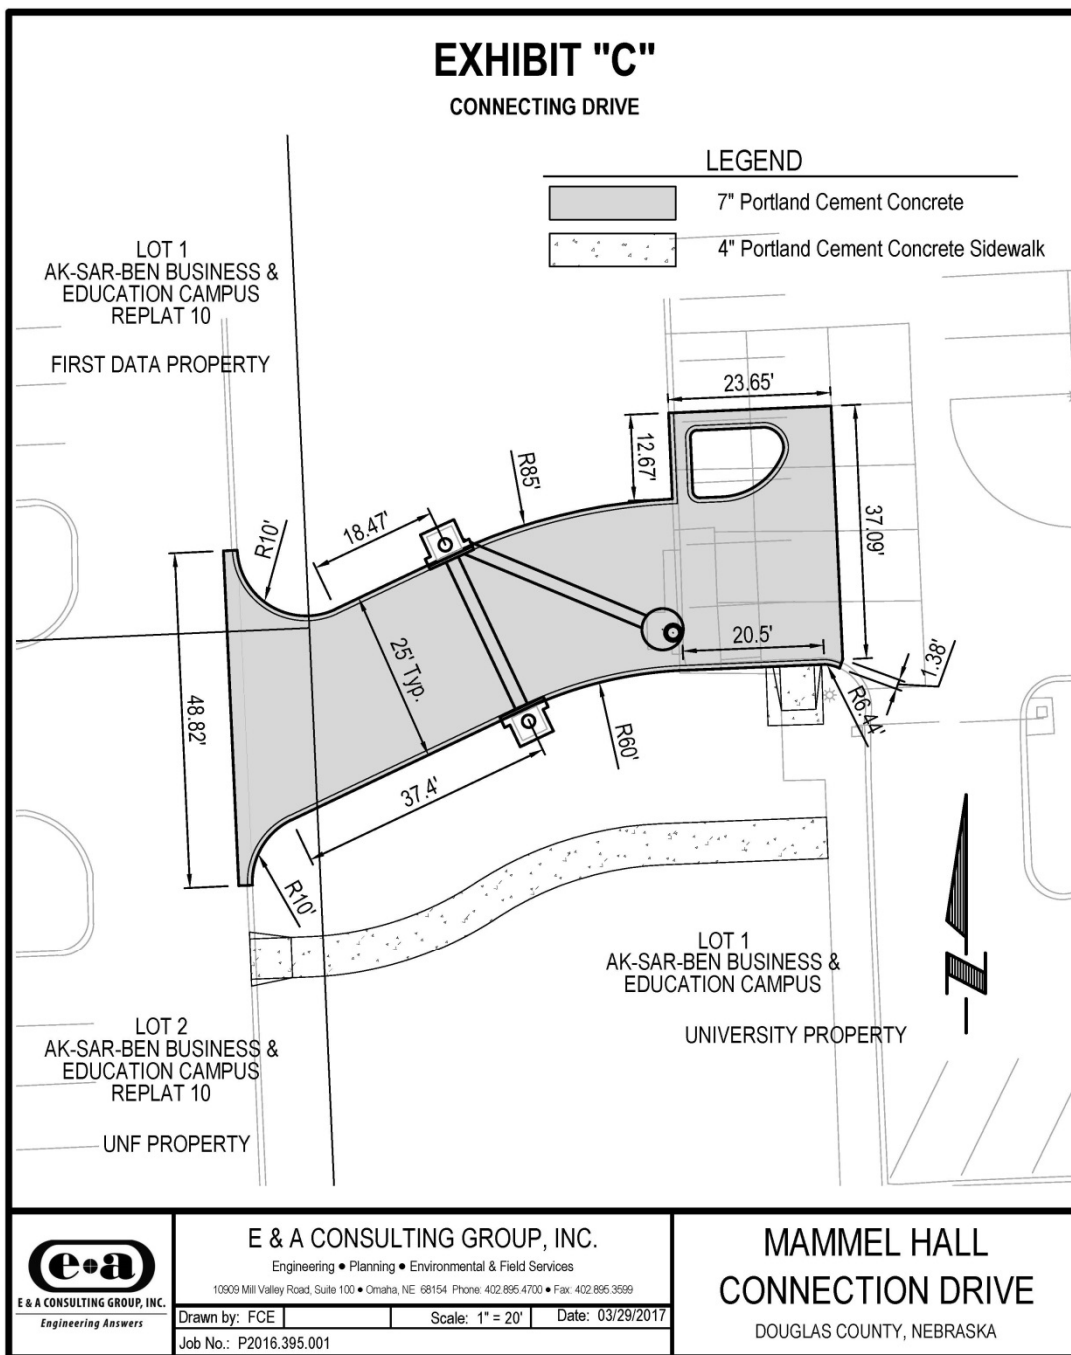 EXHIBIT "C"
CONNECTING DRIVE
LEGEND
7" Portland Cement Concrete
4" Portland Cement Concrete Sidewalk
LOT 1
AK-SAR-BEN BUSINESS &
EDUCATION CAMPUS
REPLAT 10
FIRST DATA PROPERTY
23.65'
12.67'
R85'
18.47'
R10'
37.09'
25' Typ.
20.5'
1.38'
R6.44'
48.82'
R60'
37.4'
R10'
LOT 1
AK-SAR-BEN BUSINESS &
EDUCATION CAMPUS
UNIVERSITY PROPERTY
Z
LOT 2
AK-SAR-BEN BUSINESS &
EDUCATION CAMPUS
REPLAT 10
UNF PROPERTY
e a
E & A CONSULTING GROUP, INC.
Engineering Answers
E & A CONSULTING GROUP, INC.
Engineering ● Planning ● Environmental & Field Services
10909 Mill Valley Road, Suite 100 ● Omaha, NE 68154 Phone: 402.895.4700 ● Fax: 402.895.3599
Drawn by: FCE
Scale: 1" = 20'
Date: 03/29/2017
Job No.: P2016.395.001
MAMMEL HALL
CONNECTION DRIVE
DOUGLAS COUNTY, NEBRASKA